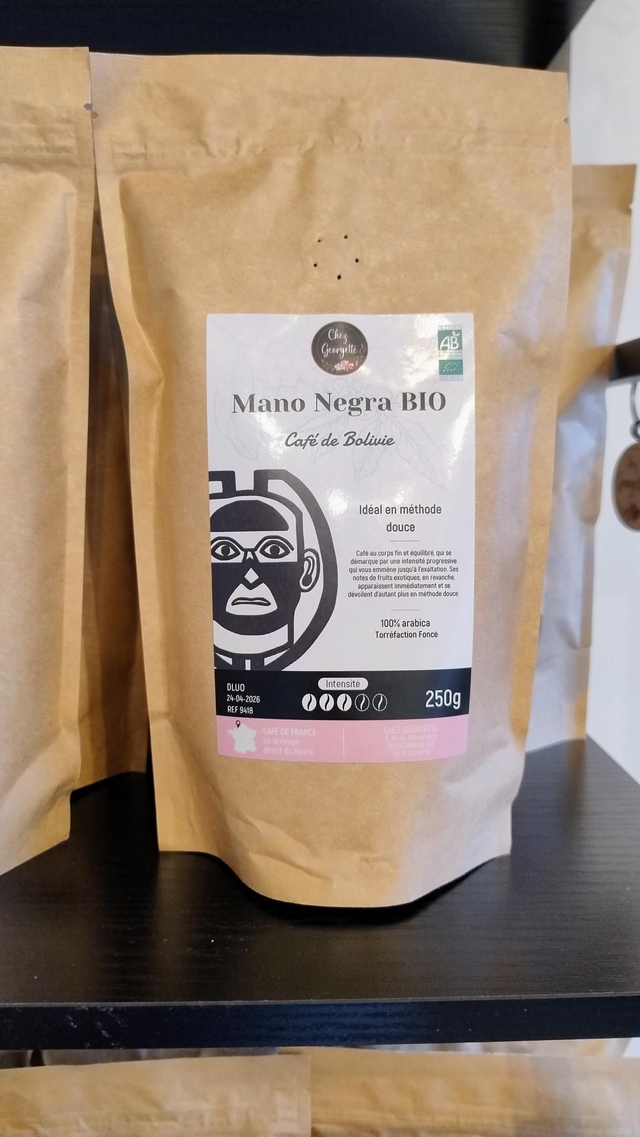 Chez
Georgette
AB
Mano Negra BIO
Café de Bolivie
Idéal en méthode
douce
Café au corps fin et équilibré, qui se
démarque par une intensité progressive
qui vous emmène jusqu'à l'exaltation. Ses
notes de fruits exotiques, en revanche,
apparaissent immédiatement et se
dévoilent d'autant plus en méthode douce.
100% arabica
Torréfaction Foncé
Intensité
DLUO
24-04-2026
REF 9418
250g
CAFÉ DE FRANCE
CHEZ GEORGETTE